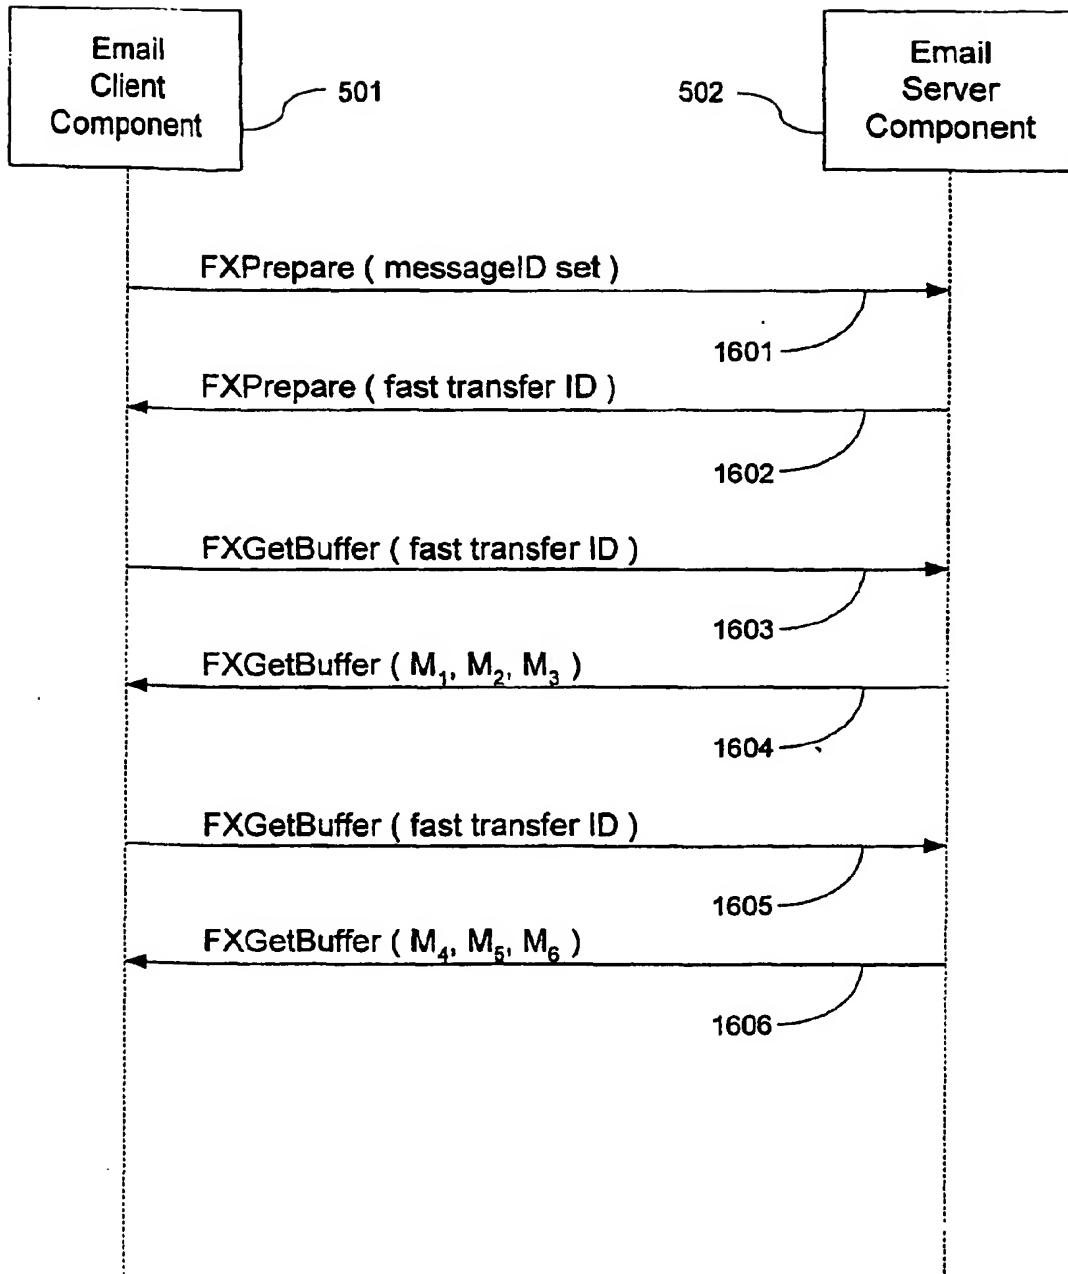 Email
Client
Component
501
502
Email
Server
Component
FXPrepare ( messageID set )
1601
FXPrepare ( fast transfer ID )
1602
FXGetBuffer ( fast transfer ID )
1603
FXGetBuffer ( M₁, M₂, M₃ )
1604
FXGetBuffer ( fast transfer ID )
1605
FXGetBuffer ( M₄, M₅, M₆ )
1606